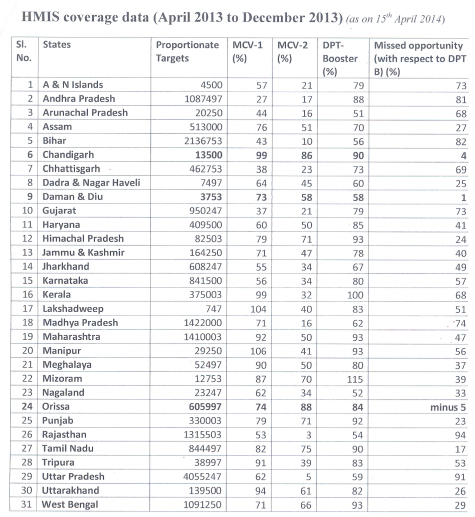 HMIS coverage data (April 2013 to December 2013) (as on 15th April 2014)
Sl. No. States Proportionate Targets MCV-1 (%) MCV-2 (%) DPT-Booster (%) Missed opportunity (with respect to DPT B) (%)
1 A & N Islands 4500 57 21 79 73
2 Andhra Pradesh 1087497 27 17 88 81
3 Arunachal Pradesh 20250 44 16 51 68
4 Assam 513000 76 51 70 27
5 Bihar 2136753 43 10 56 82
6 Chandigarh 13500 99 86 90 4
7 Chhattisgarh 462753 38 23 73 69
8 Dadra & Nagar Haveli 7497 64 45 60 25
9 Daman & Diu 3753 73 58 58 1
10 Gujarat 950247 37 21 79 73
11 Haryana 409500 60 50 85 41
12 Himachal Pradesh 82503 79 71 93 24
13 Jammu & Kashmir 164250 71 47 78 40
14 Jharkhand 608247 55 34 67 49
15 Karnataka 841500 56 34 80 57
16 Kerala 375003 99 32 100 68
17 Lakshadweep 747 104 40 83 51
18 Madhya Pradesh 1422000 71 16 62 74
19 Maharashtra 1410003 92 50 93 47
20 Manipur 29250 106 41 93 56
21 Meghalaya 52497 90 50 80 37
22 Mizoram 12753 87 70 115 39
23 Nagaland 23247 62 34 52 33
24 Orissa 605997 74 88 84 minus 5
25 Punjab 330003 79 71 92 23
26 Rajasthan 1315503 53 3 54 94
27 Tamil Nadu 844497 82 75 90 17
28 Tripura 38997 91 39 83 53
29 Uttar Pradesh 4055247 62 5 59 91
30 Uttarakhand 139500 94 61 82 26
31 West Bengal 1091250 71 66 93 29